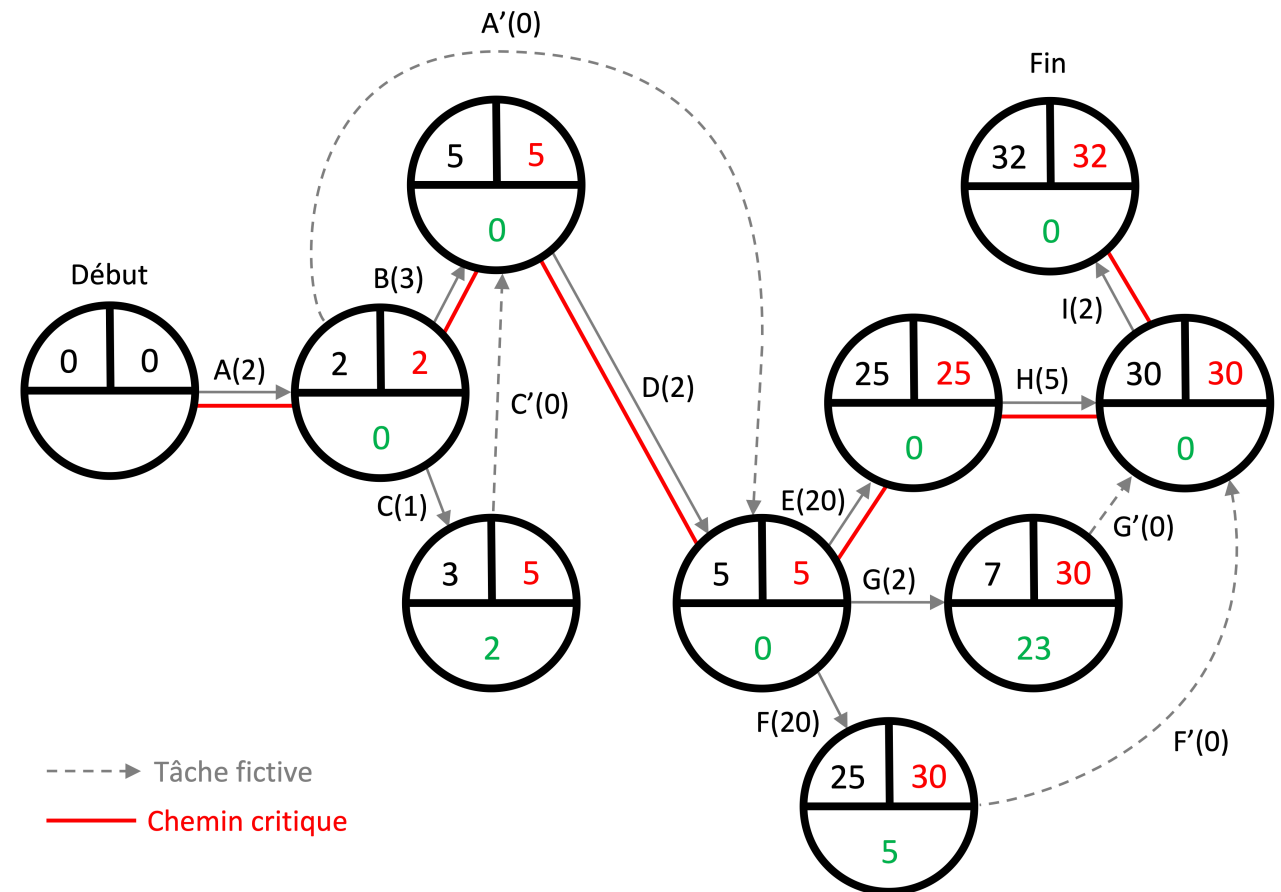 A’(0)
Fin
5 5
0
32 32
0
Début
B(3)
I(2)
0 0
A(2)
2 2
0
C’(0)
D(2)
25 25
0
H(5)
30 30
0
C(1)
E(20)
G’(0)
3 5
2
5 5
0
G(2)
7 30
23
F(20)
F’(0)
25 30
5
Tâche fictive
Chemin critique